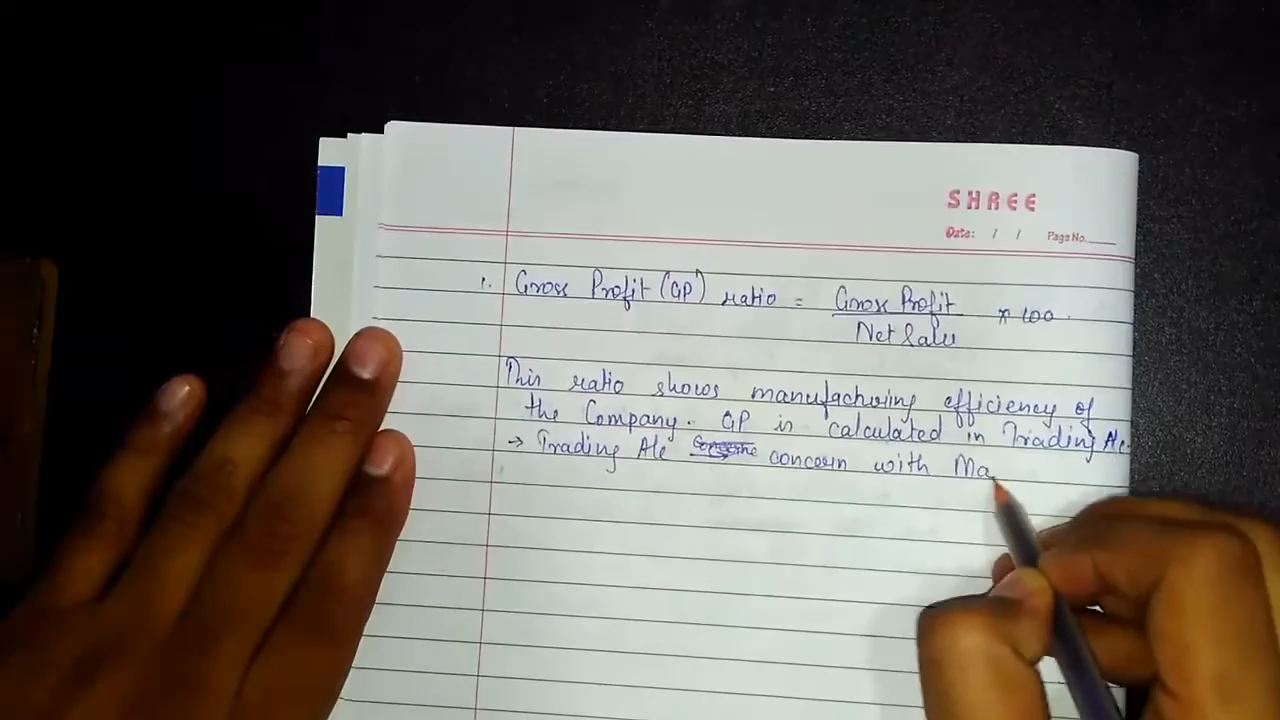 SHREE
Date: / / Page No.____
1. Gross Profit (GP) ratio = Gross Profit / Net Sales × 100
This ratio shows manufacturing efficiency of
the Company. GP is calculated in Trading A/c.
→ Trading A/c concern with Ma